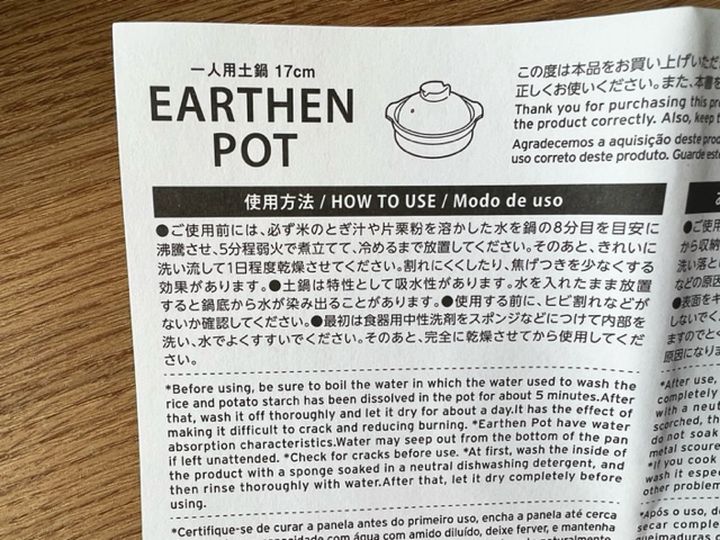 一人用土鍋 17cm
EARTHEN
POT
この度は本品をお買い上げいただ
正しくお使いください。また、本書を
Thank you for purchasing this
the product correctly. Also, keep
Agradecemos a aquisição deste
uso correto deste produto. Guarde
使用方法 / HOW TO USE / Modo de uso
●ご使用前には、必ず米のとぎ汁や片栗粉を溶かした水を鍋の8分目を目安に
沸騰させ、5分程弱火で煮立てて、冷めるまで放置してください。そのあと、きれいに
洗い流して1日程度乾燥させてください。割れにくくしたり、焦げつきを少なくする
効果があります。●土鍋は特性として吸水性があります。水を入れたまま放置
すると鍋底から水が染み出ることがあります。●使用する前に、ヒビ割れなどが
ないか確認してください。●最初は食器用中性洗剤をスポンジなどにつけて内部を
洗い、水でよくすすいでください。そのあと、完全に乾燥させてから使用してくだ
さい。
*Before using, be sure to boil the water in which the water used to wash the
rice and potato starch has been dissolved in the pot for about 5 minutes.After
that, wash it off thoroughly and let it dry for about a day.It has the effect of
making it difficult to crack and reducing burning. *Earthen Pot have water
absorption characteristics.Water may seep out from the bottom of the pan
if left unattended. *Check for cracks before use. *At first, wash the inside of
the product with a sponge soaked in a neutral dishwashing detergent, and
then rinse thoroughly with water.After that, let it dry completely before
using.
*Certifique-se de curar a panela antes do primeiro uso, encha a panela até cerca
com água com amido diluído, deixe ferver, e mantenha
●ご使用
から収納
洗い落と
などの原因
●表面をキ
しないでく
ますのでと
原因になりま
*After use,
completely
with a neut
scorched, th
do not soak
metal scoure
*If you cook
wash it espec
other problem
*Após o uso, d
secar complet
queimaduras